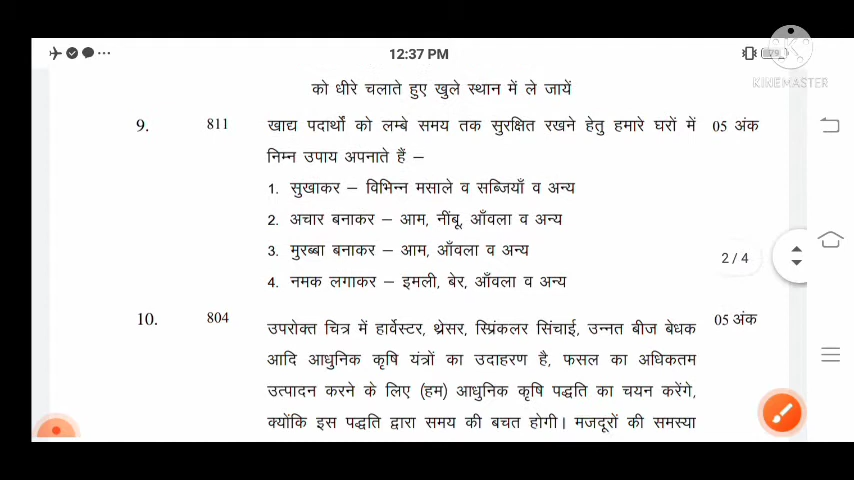 12:37 PM
79
KINEMASTER
को धीरे चलाते हुए खुले स्थान में ले जायें
9. 811 खाद्य पदार्थों को लम्बे समय तक सुरक्षित रखने हेतु हमारे घरों में 05 अंक
निम्न उपाय अपनाते हैं –
1. सुखाकर – विभिन्न मसाले व सब्जियाँ व अन्य
2. अचार बनाकर – आम, नींबू, आँवला व अन्य
3. मुरब्बा बनाकर – आम, आँवला व अन्य
2 / 4
4. नमक लगाकर – इमली, बेर, आँवला व अन्य
10. 804 उपरोक्त चित्र में हार्वेस्टर, थ्रेसर, स्प्रिंकलर सिंचाई, उन्नत बीज बेधक 05 अंक
आदि आधुनिक कृषि यंत्रों का उदाहरण है, फसल का अधिकतम
उत्पादन करने के लिए (हम) आधुनिक कृषि पद्धति का चयन करेंगे,
क्योंकि इस पद्धति द्वारा समय की बचत होगी। मजदूरों की समस्या